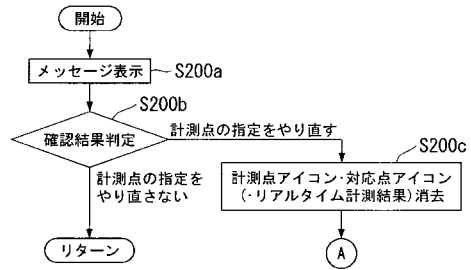 開始
メッセージ表示
S200a
S200b
確認結果判定
計測点の指定をやり直す
計測点の指定を
やり直さない
S200c
計測点アイコン・対応点アイコン
(・リアルタイム計測結果)消去
リターン
A